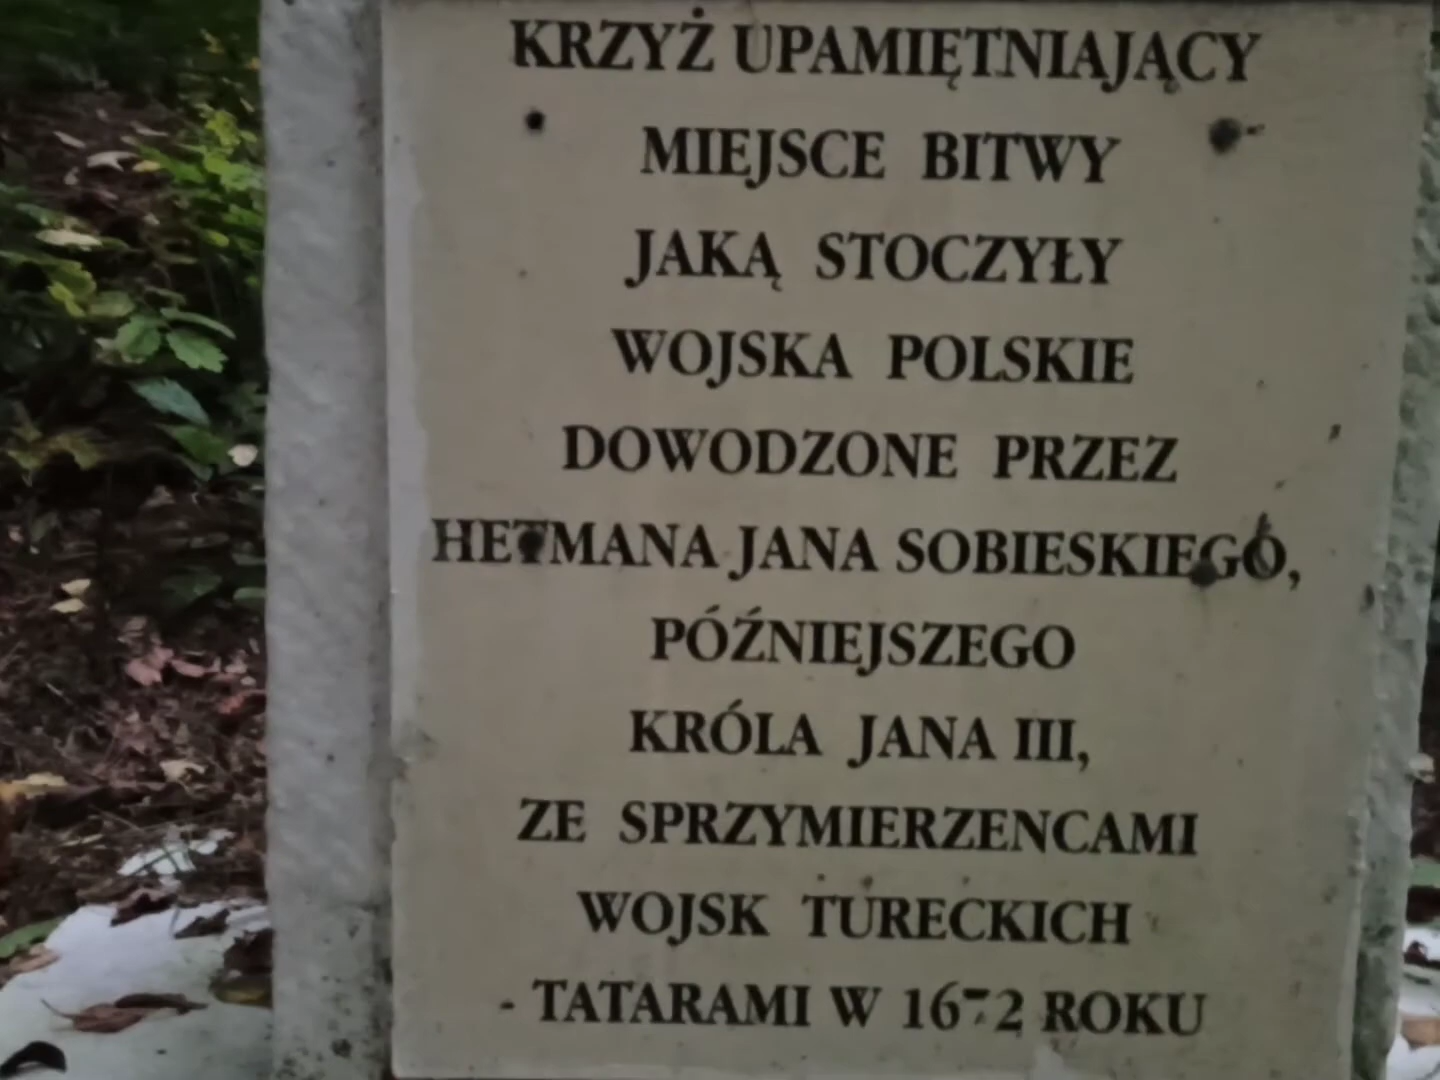 KRZYŻ UPAMIĘTNIAJĄCY
MIEJSCE BITWY
JAKĄ STOCZYŁY
WOJSKA POLSKIE
DOWODZONE PRZEZ
HETMANA JANA SOBIESKIEGO,
PÓŹNIEJSZEGO
KRÓLA JANA III,
ZE SPRZYMIERZENCAMI
WOJSK TURECKICH
- TATARAMI W 1672 ROKU